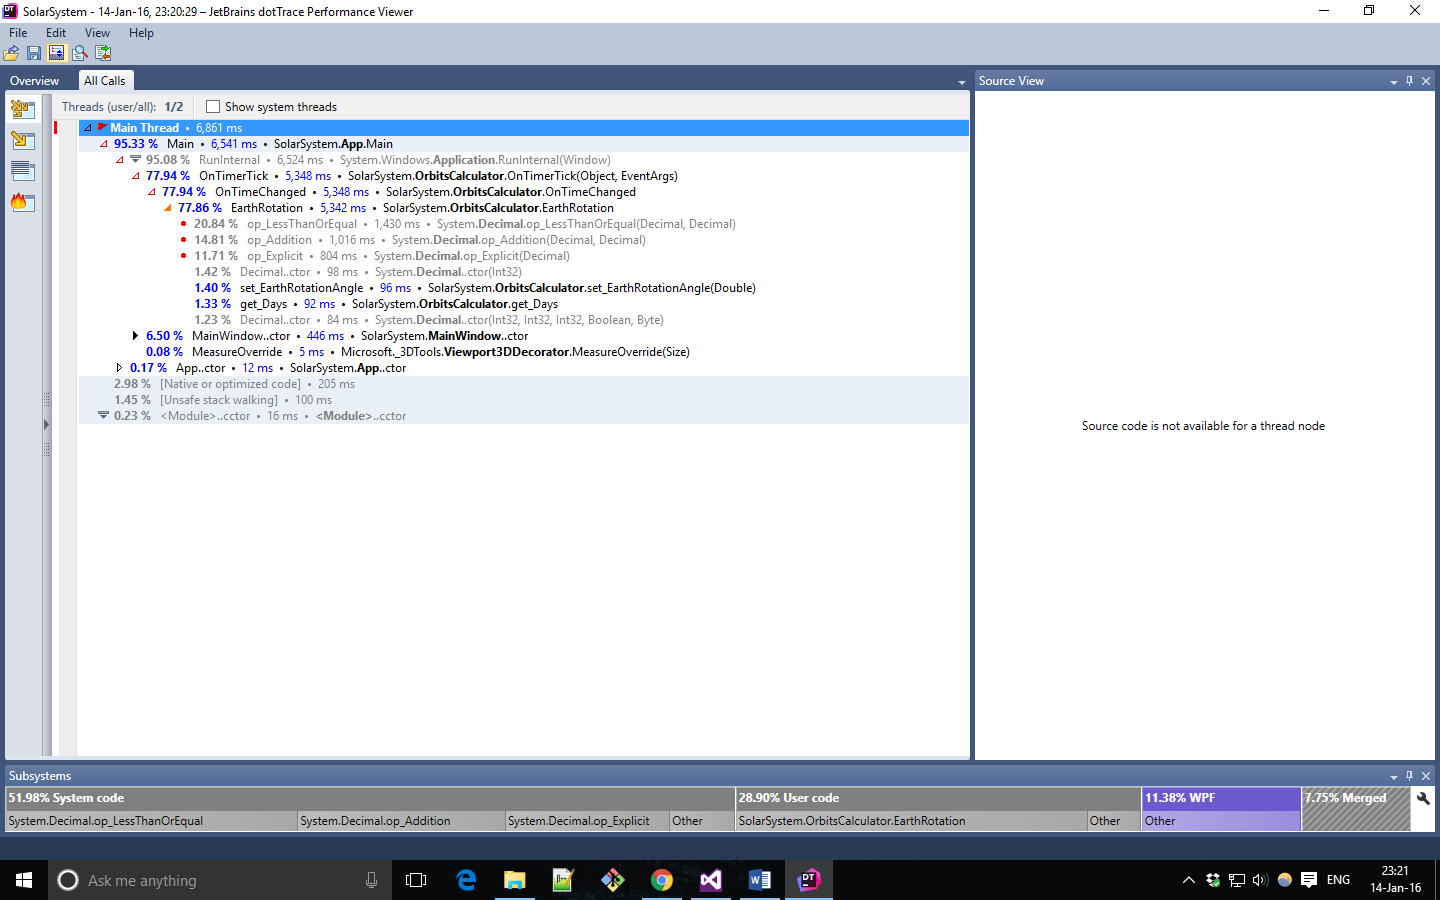 SolarSystem - 14-Jan-16, 23:20:29 – JetBrains dotTrace Performance Viewer
File Edit View Help
Overview All Calls
Threads (user/all): 1/2 Show system threads
Main Thread • 6,861 ms
95.33 % Main • 6,541 ms • SolarSystem.App.Main
95.08 % RunInternal • 6,524 ms • System.Windows.Application.RunInternal(Window)
77.94 % OnTimerTick • 5,348 ms • SolarSystem.OrbitsCalculator.OnTimerTick(Object, EventArgs)
77.94 % OnTimeChanged • 5,348 ms • SolarSystem.OrbitsCalculator.OnTimeChanged
77.86 % EarthRotation • 5,342 ms • SolarSystem.OrbitsCalculator.EarthRotation
20.84 % op_LessThanOrEqual • 1,430 ms • System.Decimal.op_LessThanOrEqual(Decimal, Decimal)
14.81 % op_Addition • 1,016 ms • System.Decimal.op_Addition(Decimal, Decimal)
11.71 % op_Explicit • 804 ms • System.Decimal.op_Explicit(Decimal)
1.42 % Decimal..ctor • 98 ms • System.Decimal..ctor(Int32)
1.40 % set_EarthRotationAngle • 96 ms • SolarSystem.OrbitsCalculator.set_EarthRotationAngle(Double)
1.33 % get_Days • 92 ms • SolarSystem.OrbitsCalculator.get_Days
1.23 % Decimal..ctor • 84 ms • System.Decimal..ctor(Int32, Int32, Int32, Boolean, Byte)
6.50 % MainWindow..ctor • 446 ms • SolarSystem.MainWindow..ctor
0.08 % MeasureOverride • 5 ms • Microsoft._3DTools.Viewport3DDecorator.MeasureOverride(Size)
0.17 % App..ctor • 12 ms • SolarSystem.App..ctor
2.98 % [Native or optimized code] • 205 ms
1.45 % [Unsafe stack walking] • 100 ms
0.23 % <Module>..cctor • 16 ms • <Module>..cctor
Source View
Source code is not available for a thread node
Subsystems
51.98% System code 28.90% User code 11.38% WPF 7.75% Merged
System.Decimal.op_LessThanOrEqual System.Decimal.op_Addition System.Decimal.op_Explicit Other SolarSystem.OrbitsCalculator.EarthRotation Other Other
Ask me anything
DT
ENG
23:21
14-Jan-16